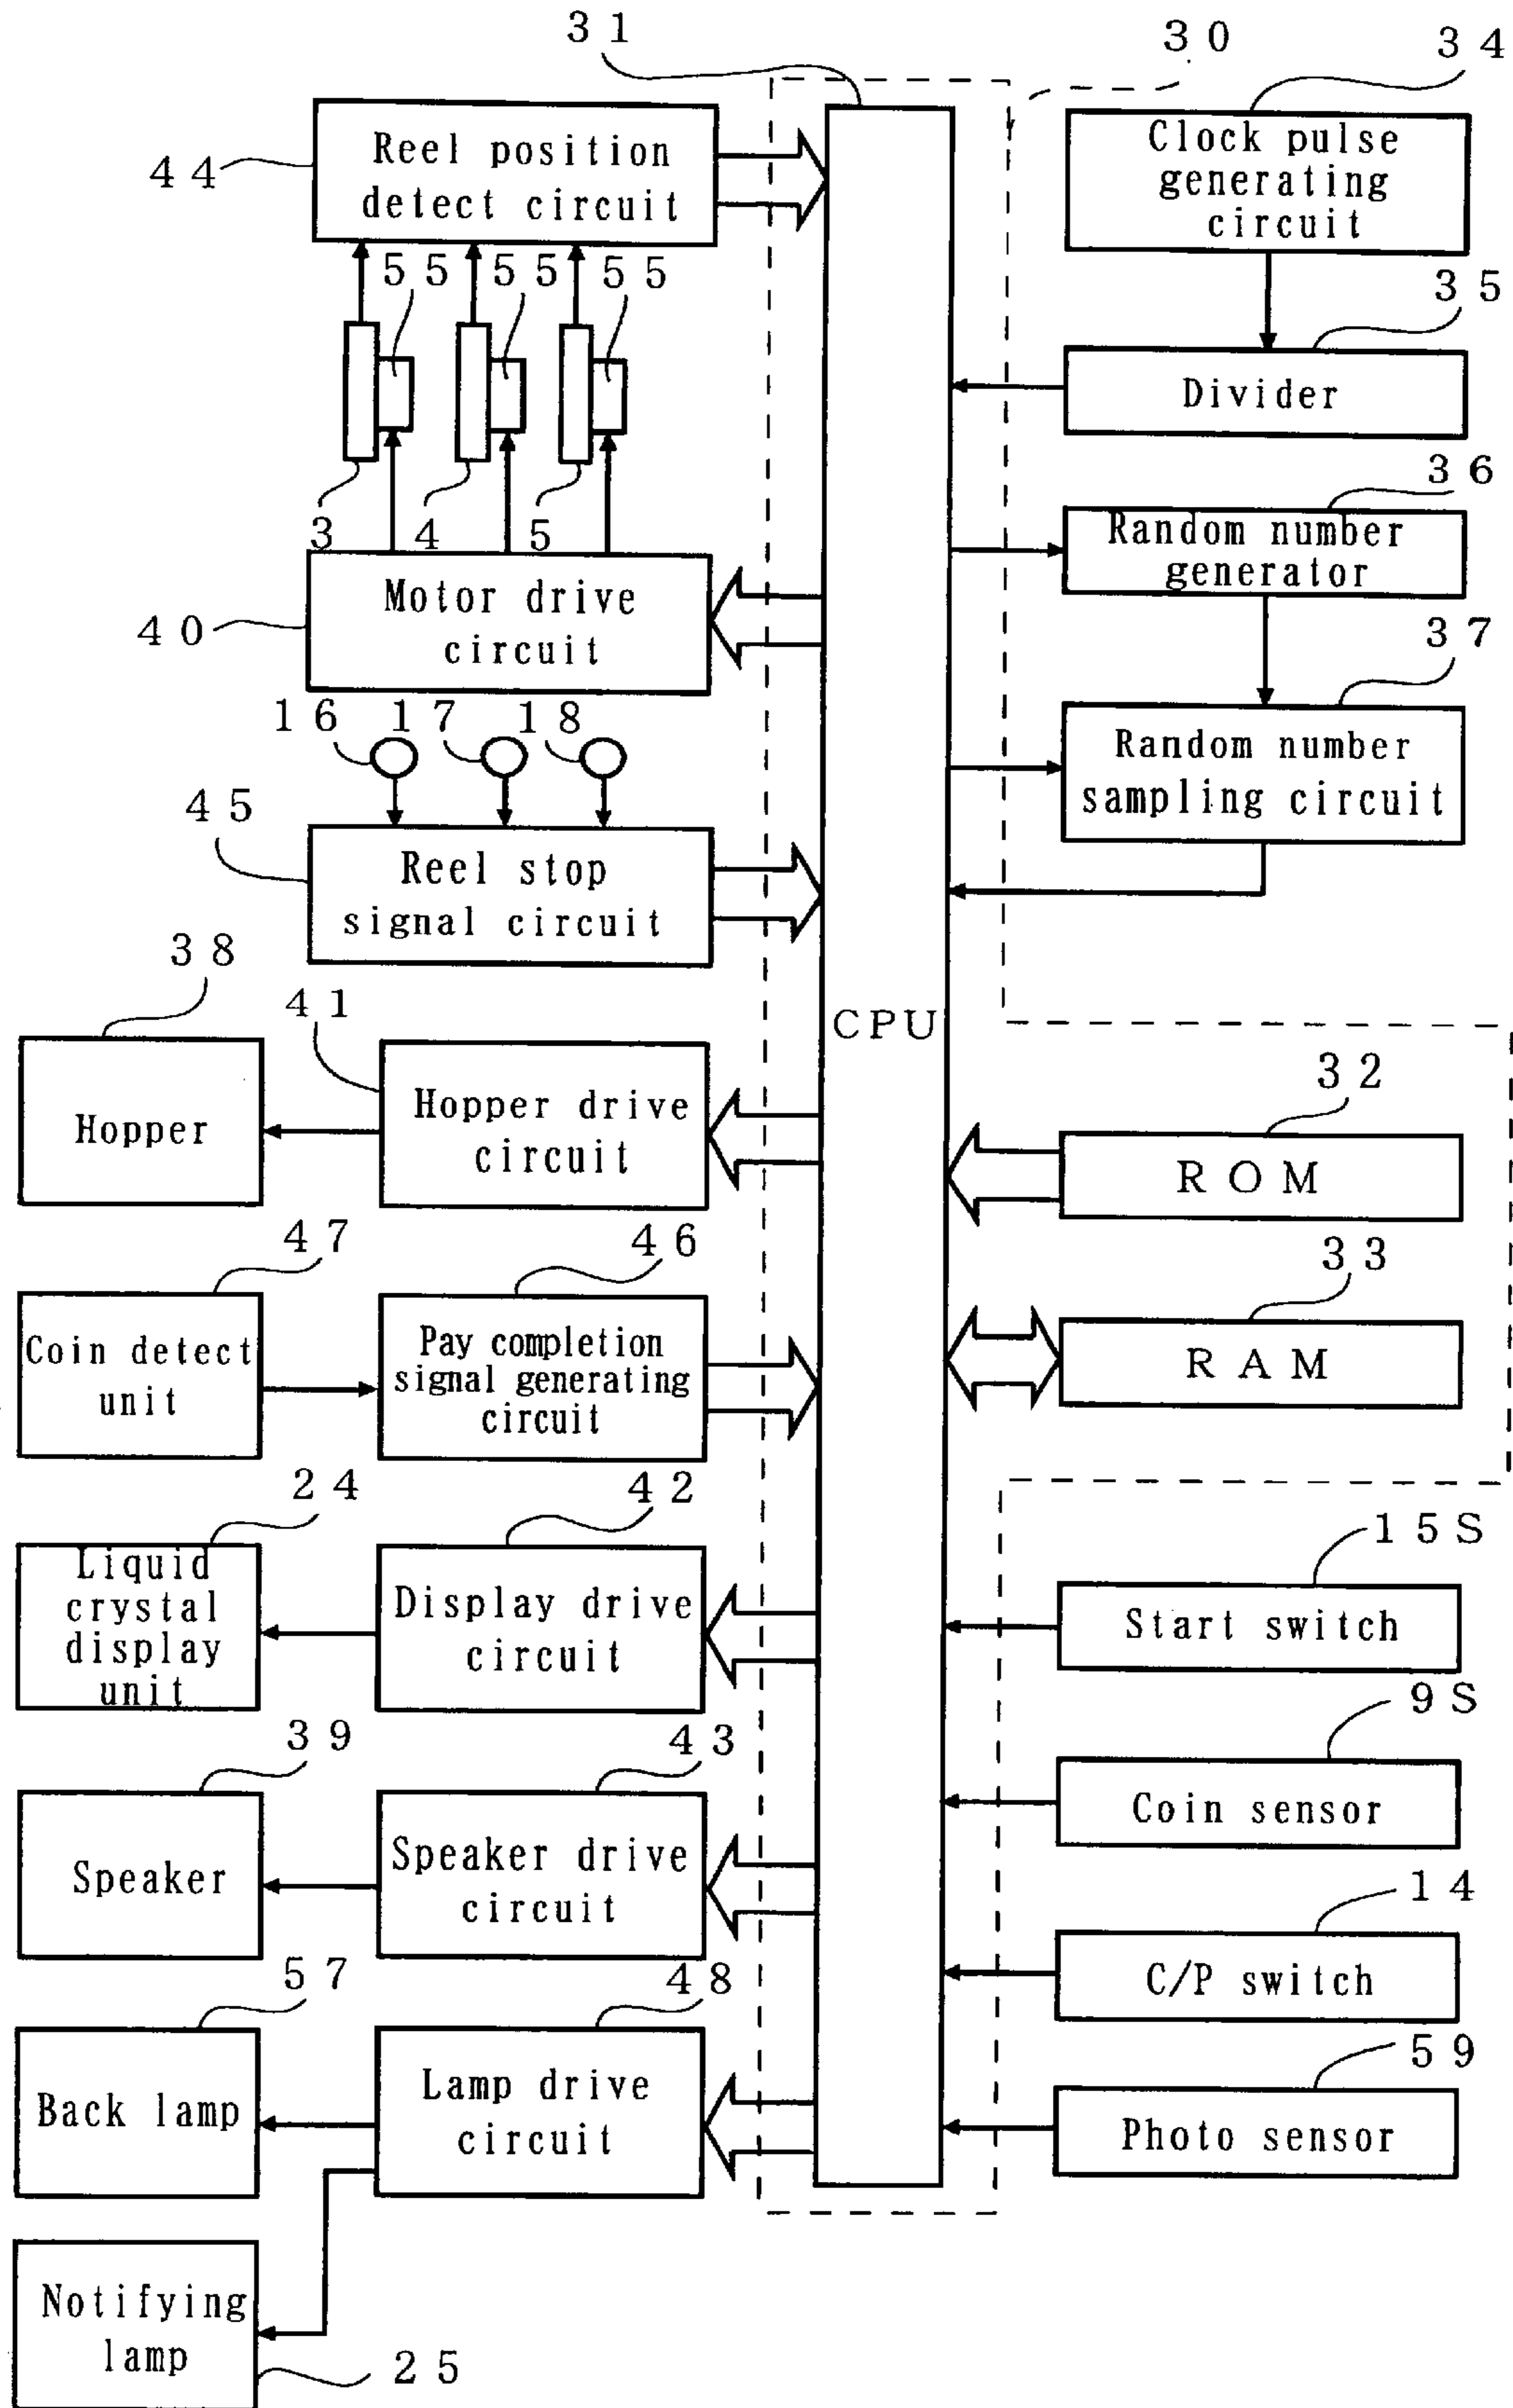 31
30
34
Reel position
detect circuit
44
Clock pulse
generating
circuit
55
55
55
35
Divider
3
4
5
36
Random number
generator
Motor drive
circuit
40
37
16
17
18
Random number
sampling circuit
45
Reel stop
signal circuit
38
41
CPU
Hopper
Hopper drive
circuit
32
ROM
47
46
33
Coin detect
unit
Pay completion
signal generating
circuit
RAM
24
42
15S
Liquid
crystal
display
unit
Display drive
circuit
Start switch
39
43
9S
Speaker
Speaker drive
circuit
Coin sensor
14
C/P switch
57
48
59
Back lamp
Lamp drive
circuit
Photo sensor
Notifying
lamp
25